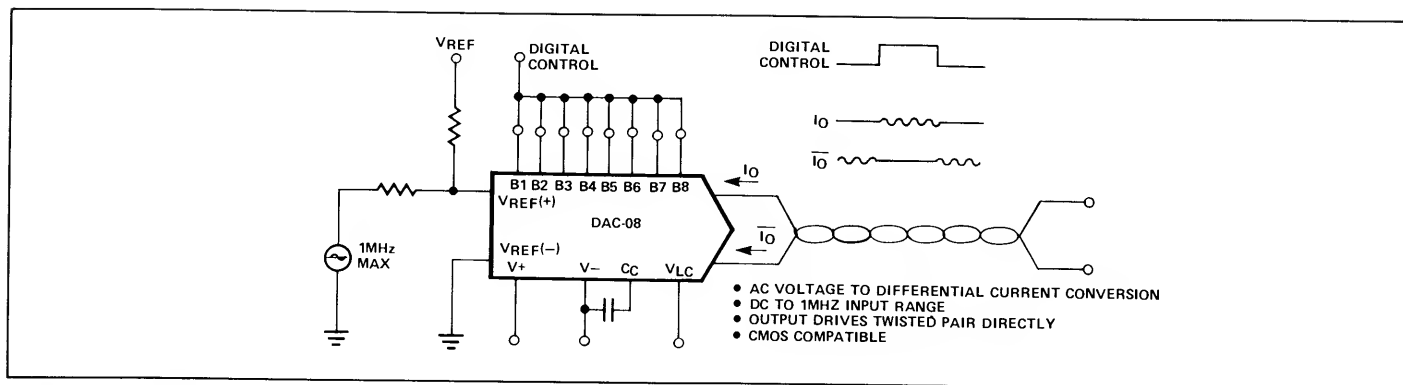 VREF
DIGITAL
CONTROL
DIGITAL
CONTROL
IO
IO
B1 B2 B3 B4 B5 B6 B7 B8
VREF(+)
DAC-08
VREF(-)
V+ V- CC VLC
1MHz
MAX
IO
IO
• AC VOLTAGE TO DIFFERENTIAL CURRENT CONVERSION
• DC TO 1MHZ INPUT RANGE
• OUTPUT DRIVES TWISTED PAIR DIRECTLY
• CMOS COMPATIBLE